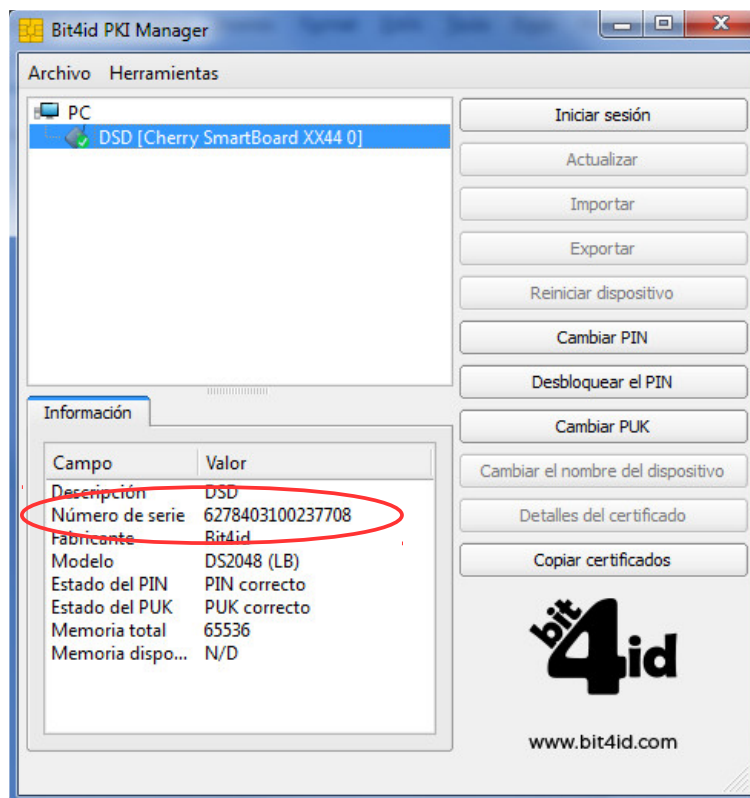 Bit4id PKI Manager
Archivo Herramientas
PC
DSD [Cherry SmartBoard XX44 0]
Iniciar sesión
Actualizar
Importar
Exportar
Reiniciar dispositivo
Cambiar PIN
Desbloquear el PIN
Cambiar PUK
Cambiar el nombre del dispositivo
Detalles del certificado
Copiar certificados
Información
Campo Valor
Descripción DSD
Número de serie 6278403100237708
Fabricante Bit4id
Modelo DS2048 (LB)
Estado del PIN PIN correcto
Estado del PUK PUK correcto
Memoria total 65536
Memoria dispo... N/D
bit4id
www.bit4id.com